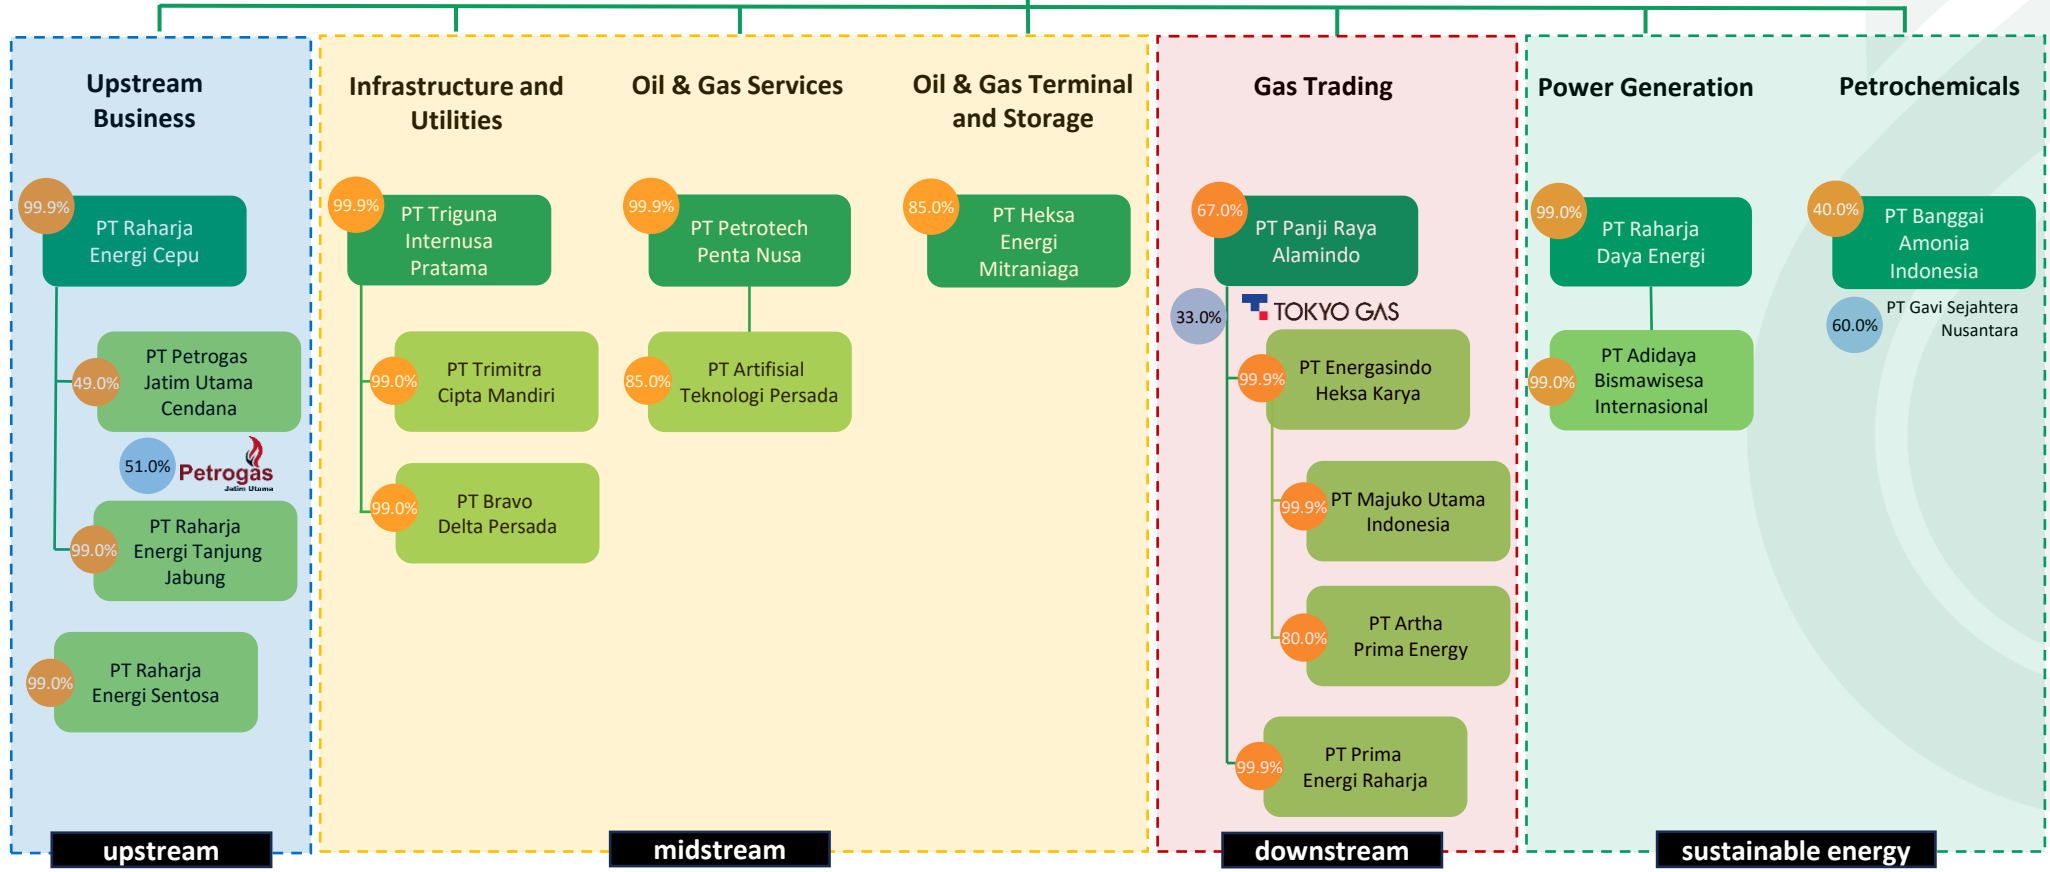 Upstream
Business
99.9%
PT Raharja
Energi Cepu
49.0%
PT Petrogas
Jatim Utama
Cendana
51.0%
Petrogas
Jatim Utama
99.0%
PT Raharja
Energi Tanjung
Jabung
99.0%
PT Raharja
Energi Sentosa
upstream
Infrastructure and
Utilities
99.9%
PT Triguna
Internusa
Pratama
99.0%
PT Trimitra
Cipta Mandiri
99.0%
PT Bravo
Delta Persada
Oil & Gas Services
99.9%
PT Petrotech
Penta Nusa
85.0%
PT Artifisial
Teknologi Persada
Oil & Gas Terminal
and Storage
85.0%
PT Heksa
Energi
Mitraniaga
midstream
Gas Trading
67.0%
PT Panji Raya
Alamindo
33.0%
TOKYO GAS
99.9%
PT Energasindo
Heksa Karya
99.9%
PT Majuko Utama
Indonesia
80.0%
PT Artha
Prima Energy
99.9%
PT Prima
Energi Raharja
downstream
Power Generation
99.0%
PT Raharja
Daya Energi
99.0%
PT Adidaya
Bismawisesa
Internasional
Petrochemicals
40.0%
PT Banggai
Amonia
Indonesia
60.0%
PT Gavi Sejahtera
Nusantara
sustainable energy